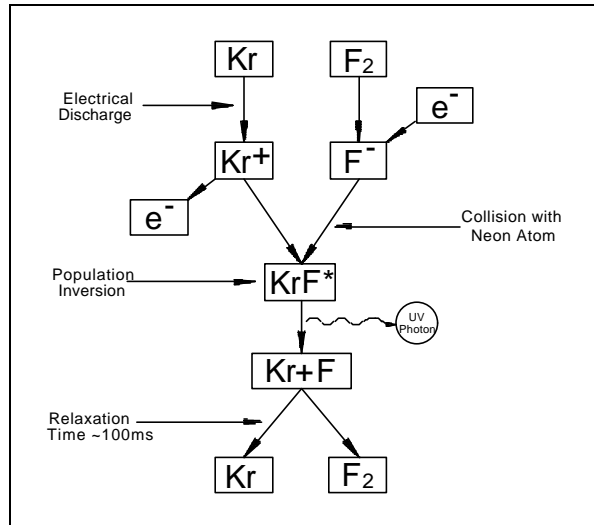 Kr
F2
Electrical
Discharge
e-
Kr+
F-
e-
Collision with
Neon Atom
Population
Inversion
KrF*
UV
Photon
Kr+F
Relaxation
Time ~100ms
Kr
F2